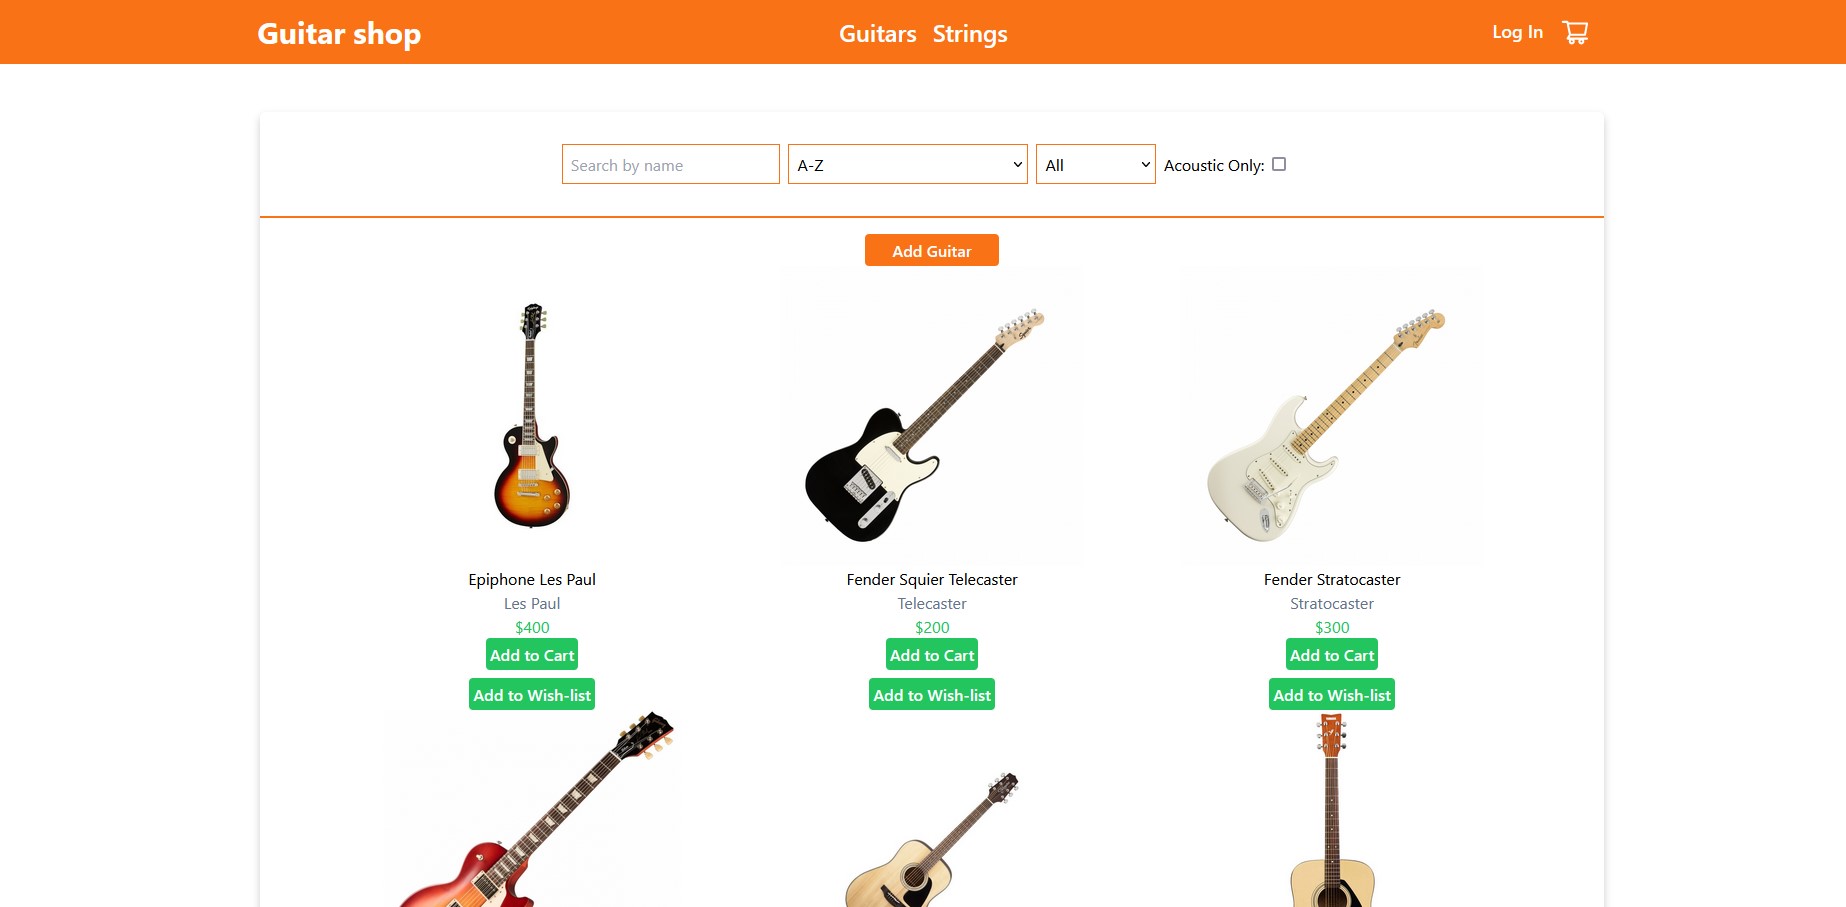 Guitar shop
Guitars Strings
Log In
Search by name
A-Z
All
Acoustic Only:
Add Guitar
Epiphone Les Paul
Les Paul
$400
Add to Cart
Add to Wish-list
Fender Squier Telecaster
Telecaster
$200
Add to Cart
Add to Wish-list
Fender Stratocaster
Stratocaster
$300
Add to Cart
Add to Wish-list